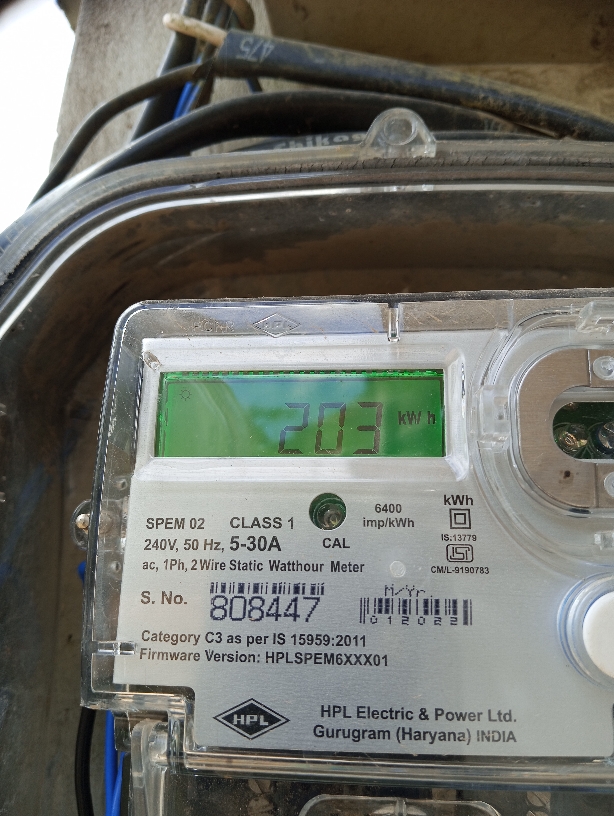 475
203 kWh
SPEM 02 CLASS 1
6400
imp/kWh
kWh
240V, 50 Hz, 5-30A
CAL
IS:13779
ac, 1Ph, 2 Wire Static Watthour Meter
CM/L-9190783
S. No. 808447
M/Yr
012022
Category C3 as per IS 15959:2011
Firmware Version: HPLSPEM6XXX01
HPL
HPL Electric & Power Ltd.
Gurugram (Haryana) INDIA